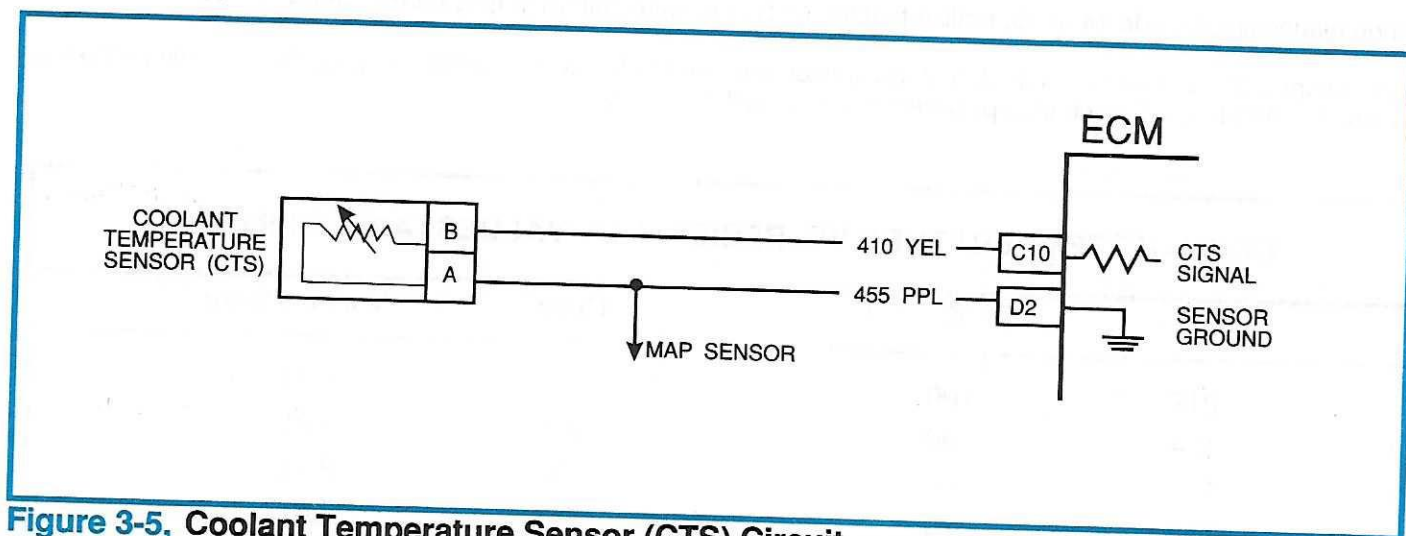 ECM
COOLANT
TEMPERATURE
SENSOR (CTS)
B
A
410 YEL
455 PPL
C10
D2
CTS
SIGNAL
SENSOR
GROUND
MAP SENSOR
Figure 3-5. Coolant Temperature Sensor (CTS) Circuit